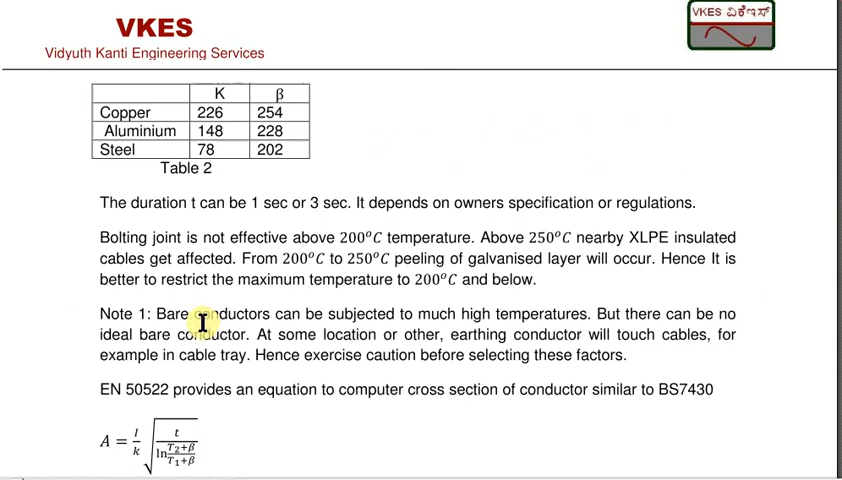 VKES
Vidyuth Kanti Engineering Services
VKES ವಿಕೆಇಎಸ್
K β
Copper 226 254
Aluminium 148 228
Steel 78 202
Table 2
The duration t can be 1 sec or 3 sec. It depends on owners specification or regulations.
Bolting joint is not effective above 200°C temperature. Above 250°C nearby XLPE insulated
cables get affected. From 200°C to 250°C peeling of galvanised layer will occur. Hence It is
better to restrict the maximum temperature to 200°C and below.
Note 1: Bare conductors can be subjected to much high temperatures. But there can be no
ideal bare conductor. At some location or other, earthing conductor will touch cables, for
example in cable tray. Hence exercise caution before selecting these factors.
EN 50522 provides an equation to computer cross section of conductor similar to BS7430
A = I/k √(t / ln((T₂+β)/(T₁+β)))